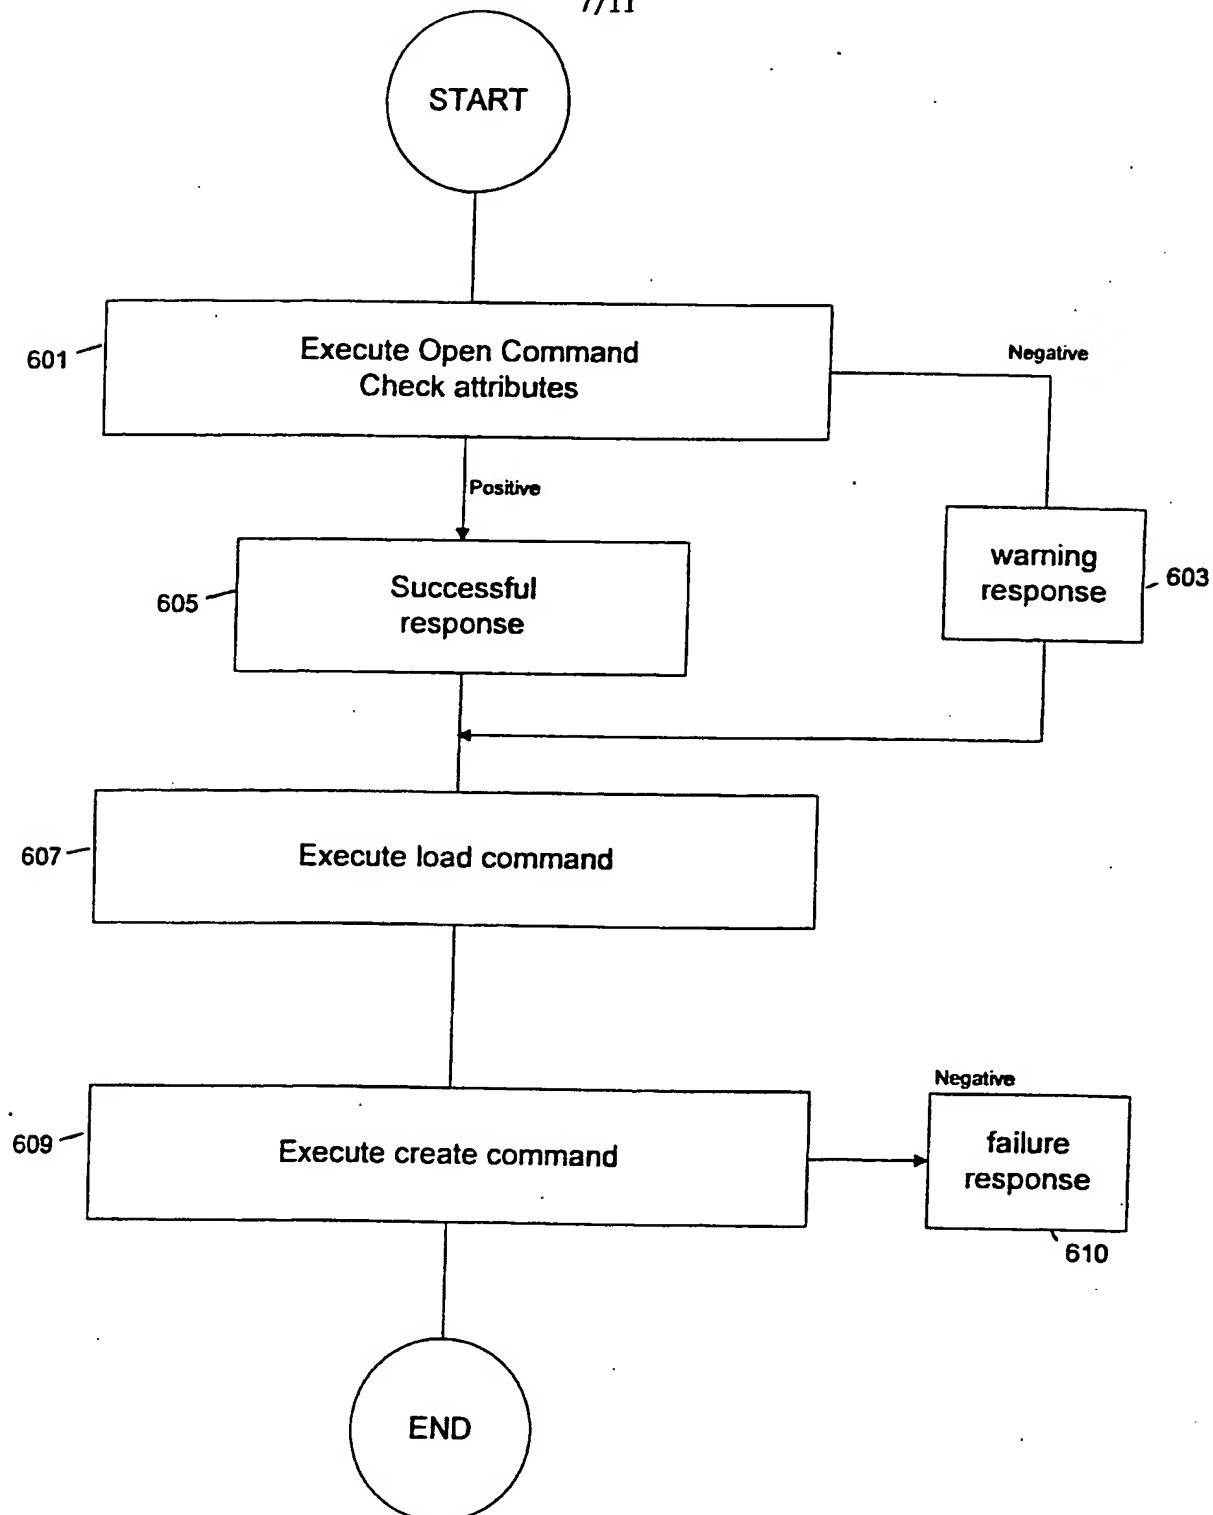 7/11
START
601
Execute Open Command
Check attributes
Negative
Positive
Successful
response
605
warning
response
603
607
Execute load command
609
Execute create command
Negative
failure
response
610
END